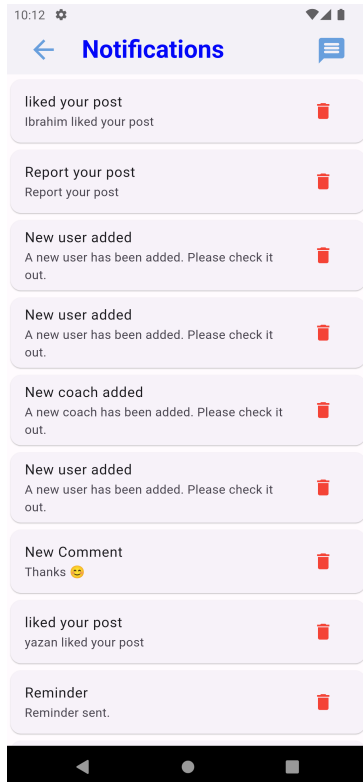 10:12
Notifications
liked your post
Ibrahim liked your post
Report your post
Report your post
New user added
A new user has been added. Please check it
out.
New user added
A new user has been added. Please check it
out.
New coach added
A new coach has been added. Please check it
out.
New user added
A new user has been added. Please check it
out.
New Comment
Thanks 😊
liked your post
yazan liked your post
Reminder
Reminder sent.